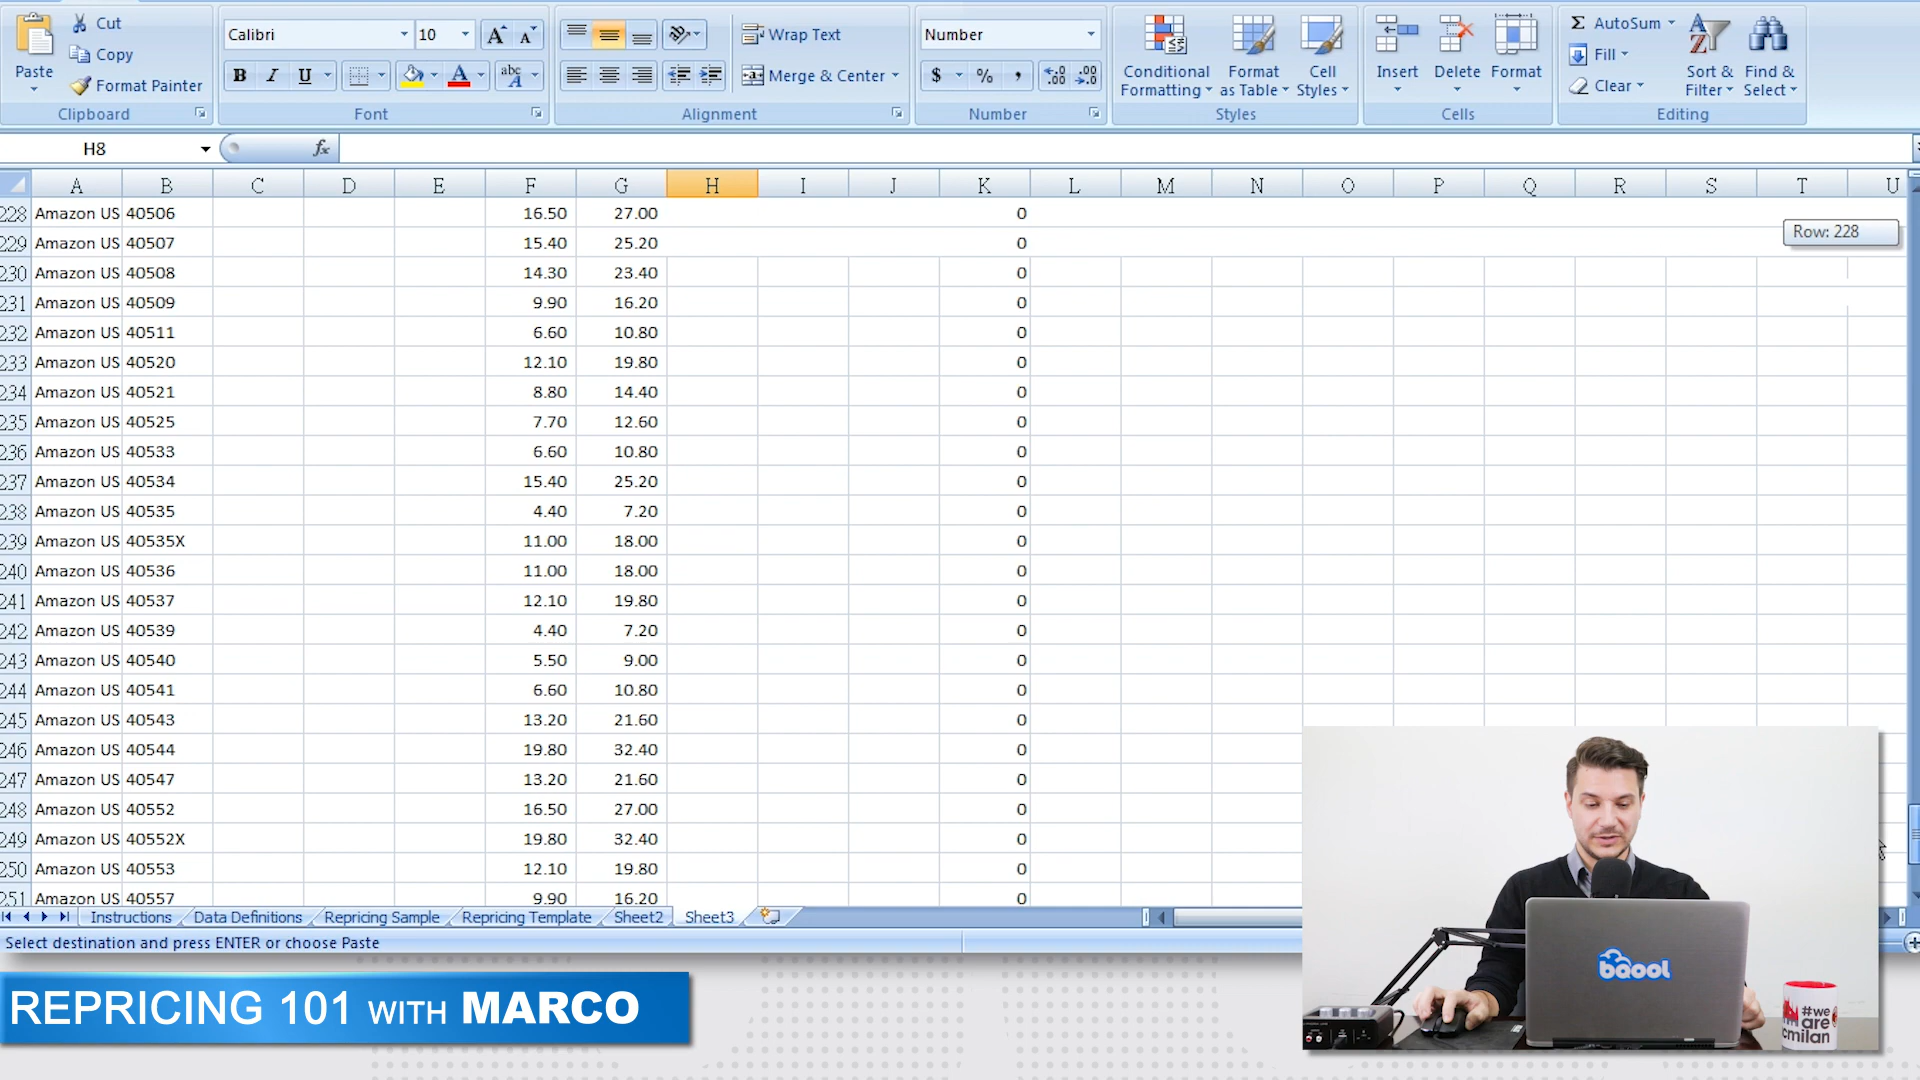 Cut
Calibri 10 Wrap Text Number AutoSum
Copy Fill
Paste Format Painter B I U abc A Merge & Center $ % , Conditional Formatting Format as Table Cell Styles Insert Delete Format Clear Sort & Filter Find & Select
Clipboard Font Alignment Number Styles Cells Editing
H8 fx
A B C D E F G H I J K L M N O P Q R S T U
228 Amazon US 40506 16.50 27.00 0
Row: 228
229 Amazon US 40507 15.40 25.20 0
230 Amazon US 40508 14.30 23.40 0
231 Amazon US 40509 9.90 16.20 0
232 Amazon US 40511 6.60 10.80 0
233 Amazon US 40520 12.10 19.80 0
234 Amazon US 40521 8.80 14.40 0
235 Amazon US 40525 7.70 12.60 0
236 Amazon US 40533 6.60 10.80 0
237 Amazon US 40534 15.40 25.20 0
238 Amazon US 40535 4.40 7.20 0
239 Amazon US 40535X 11.00 18.00 0
240 Amazon US 40536 11.00 18.00 0
241 Amazon US 40537 12.10 19.80 0
242 Amazon US 40539 4.40 7.20 0
243 Amazon US 40540 5.50 9.00 0
244 Amazon US 40541 6.60 10.80 0
245 Amazon US 40543 13.20 21.60 0
246 Amazon US 40544 19.80 32.40 0
247 Amazon US 40547 13.20 21.60 0
248 Amazon US 40552 16.50 27.00 0
249 Amazon US 40552X 19.80 32.40 0
250 Amazon US 40553 12.10 19.80 0
251 Amazon US 40557 9.90 16.20 0
Instructions Data Definitions Repricing Sample Repricing Template Sheet2 Sheet3
Select destination and press ENTER or choose Paste
REPRICING 101 WITH MARCO
bqool
#we
are
cmilan